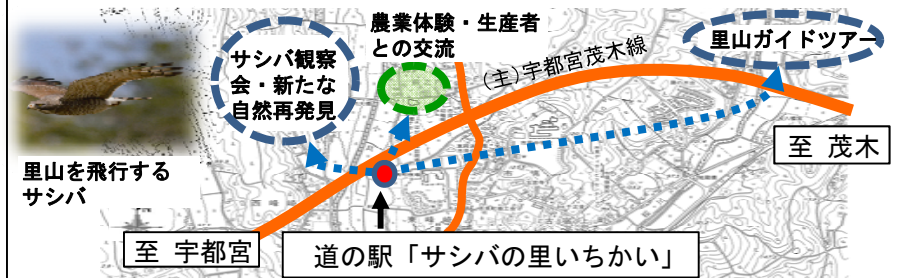 農業体験・生産者
との交流
サシバ観察
会・新たな
自然再発見
里山ガイドツアー
(主)宇都宮茂木線
里山を飛行する
サシバ
至 茂木
至 宇都宮
道の駅「サシバの里いちかい」